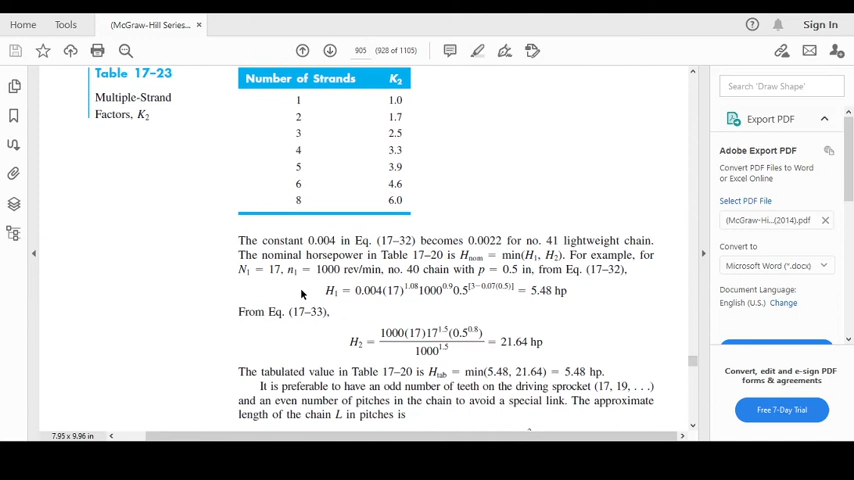 Home Tools (McGraw-Hill Series... × Sign In
905 (928 of 1105)
Table 17–23
Multiple-Strand
Factors, K2
Number of Strands K2
1 1.0
2 1.7
3 2.5
4 3.3
5 3.9
6 4.6
8 6.0
The constant 0.004 in Eq. (17–32) becomes 0.0022 for no. 41 lightweight chain.
The nominal horsepower in Table 17–20 is Hnom = min(H1, H2). For example, for
N1 = 17, n1 = 1000 rev/min, no. 40 chain with p = 0.5 in, from Eq. (17–32),
H1 = 0.004(17)^1.08 1000^0.9 0.5^[3−0.07(0.5)] = 5.48 hp
From Eq. (17–33),
H2 = 1000(17)17^1.5(0.5^0.8) / 1000^1.5 = 21.64 hp
The tabulated value in Table 17–20 is Htab = min(5.48, 21.64) = 5.48 hp.
It is preferable to have an odd number of teeth on the driving sprocket (17, 19, . . .)
and an even number of pitches in the chain to avoid a special link. The approximate
length of the chain L in pitches is
7.95 x 9.96 in
Search 'Draw Shape'
Export PDF
Adobe Export PDF
Convert PDF Files to Word
or Excel Online
Select PDF File
(McGraw-Hi...(2014).pdf ×
Convert to
Microsoft Word (*.docx)
Document Language:
English (U.S.) Change
Convert, edit and e-sign PDF
forms & agreements
Free 7-Day Trial